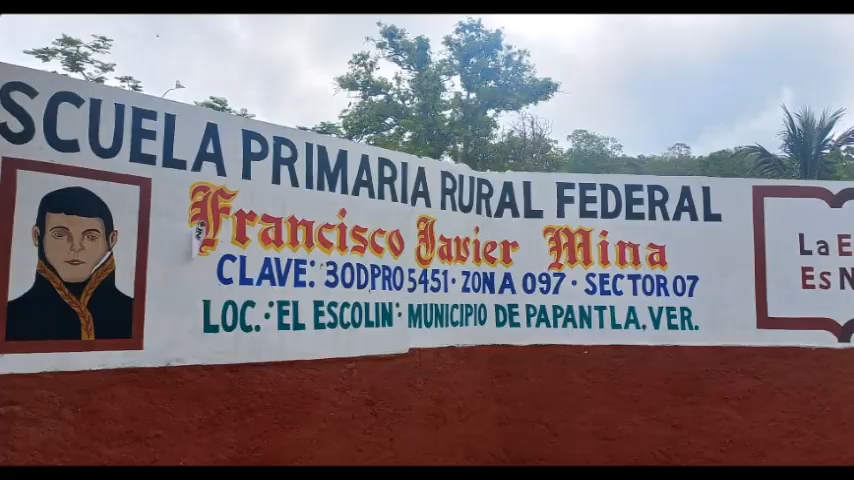 SCUELA PRIMARIA RURAL FEDERAL
Francisco Javier Mina
CLAVE: 30DPRO5451·ZONA 097·SECTOR 07
LOC.:EL ESCOLIN: MUNICIPIO DE PAPANTLA, VER.
La E
Es N